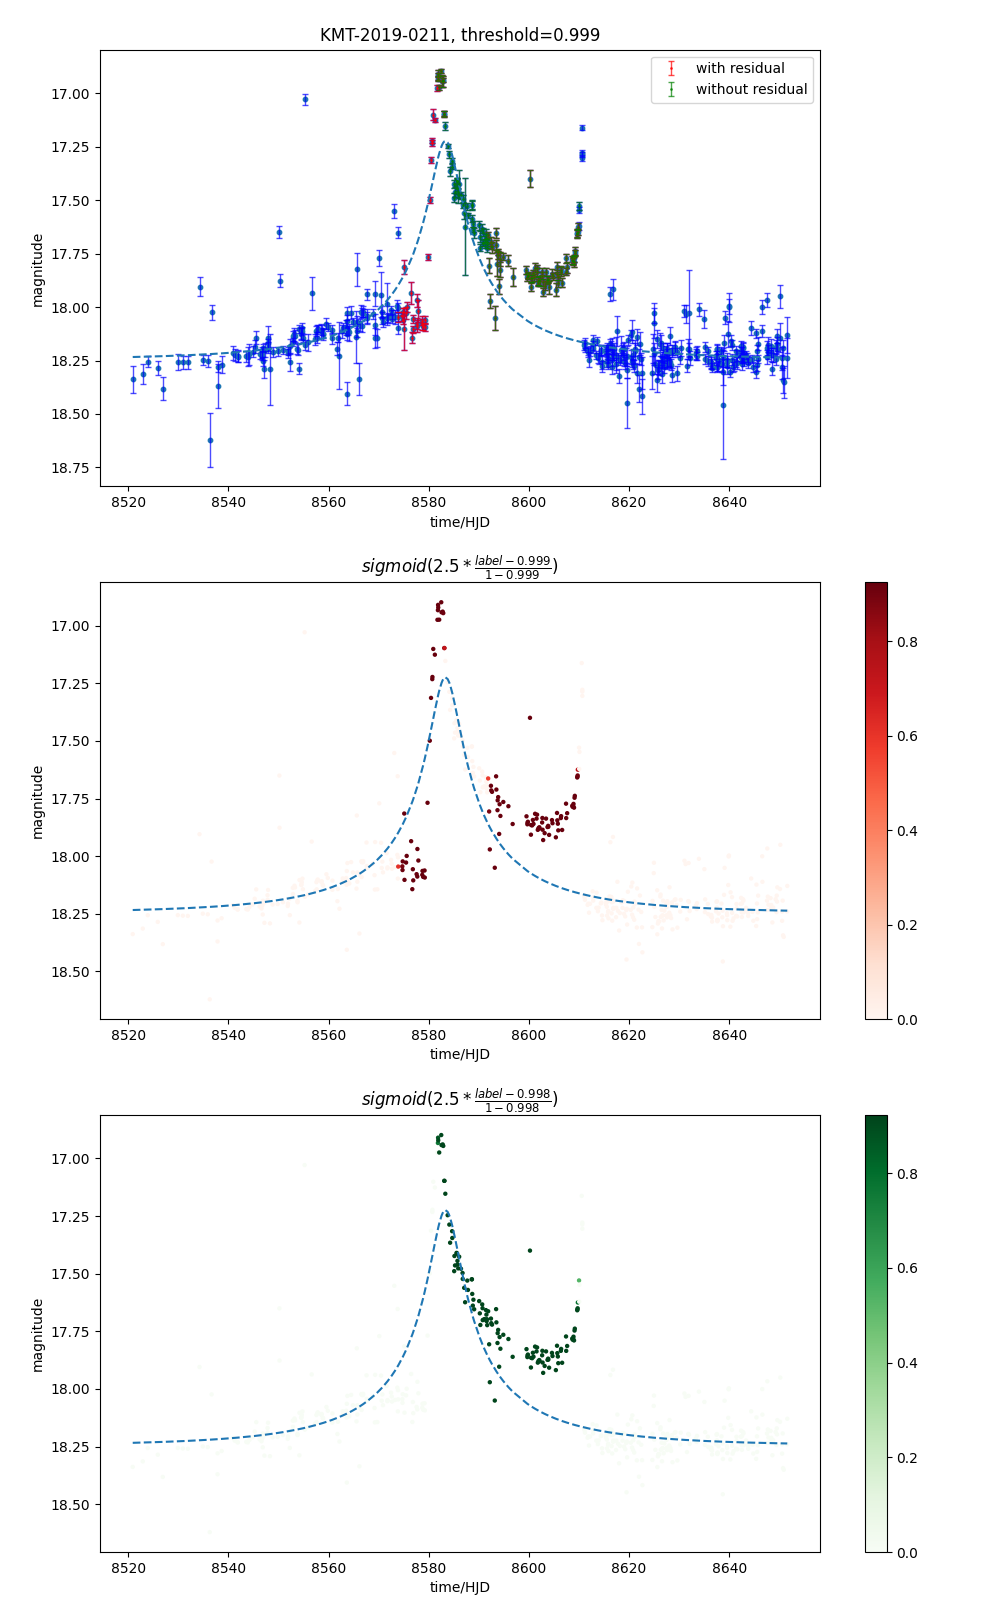 KMT-2019-0211, threshold=0.999
with residual
without residual
17.00
17.25
17.50
17.75
18.00
18.25
18.50
18.75
magnitude
8520 8540 8560 8580 8600 8620 8640
time/HJD
sigmoid(2.5 * \frac{label − 0.999}{1 − 0.999})
17.00
17.25
17.50
17.75
18.00
18.25
18.50
magnitude
8520 8540 8560 8580 8600 8620 8640
time/HJD
0.8
0.6
0.4
0.2
0.0
sigmoid(2.5 * \frac{label − 0.998}{1 − 0.998})
17.00
17.25
17.50
17.75
18.00
18.25
18.50
magnitude
8520 8540 8560 8580 8600 8620 8640
time/HJD
0.8
0.6
0.4
0.2
0.0